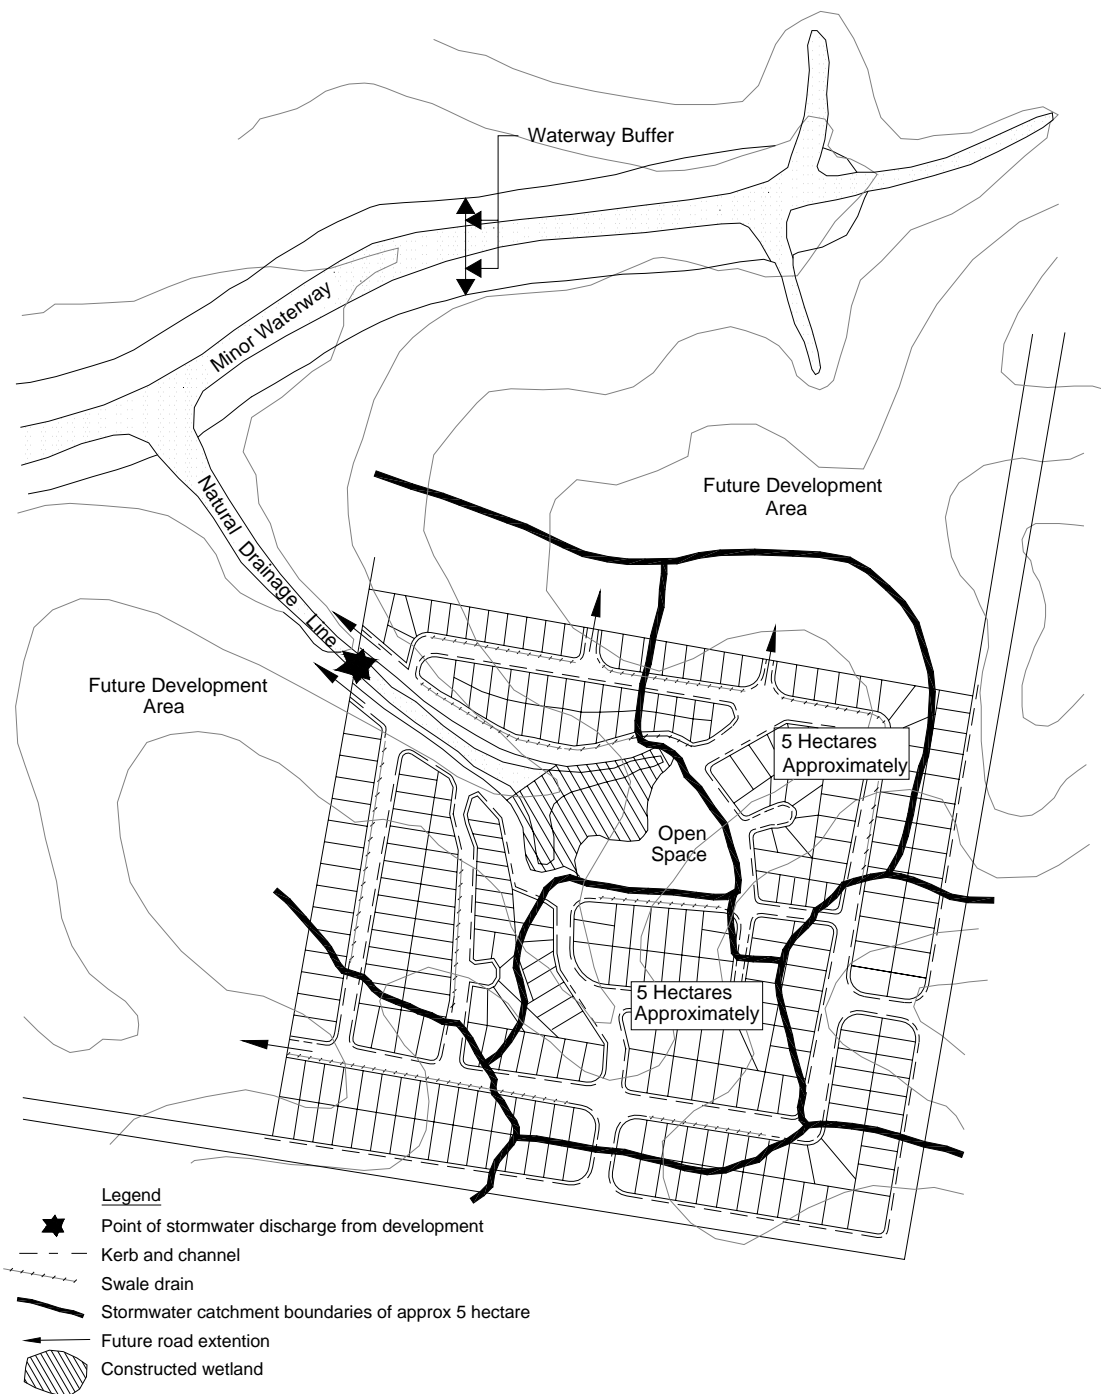 Waterway Buffer
Minor Waterway
Future Development
Area
Natural Drainage Line
Future Development
Area
5 Hectares
Approximately
Open
Space
5 Hectares
Approximately
Legend
Point of stormwater discharge from development
Kerb and channel
Swale drain
Stormwater catchment boundaries of approx 5 hectare
Future road extention
Constructed wetland